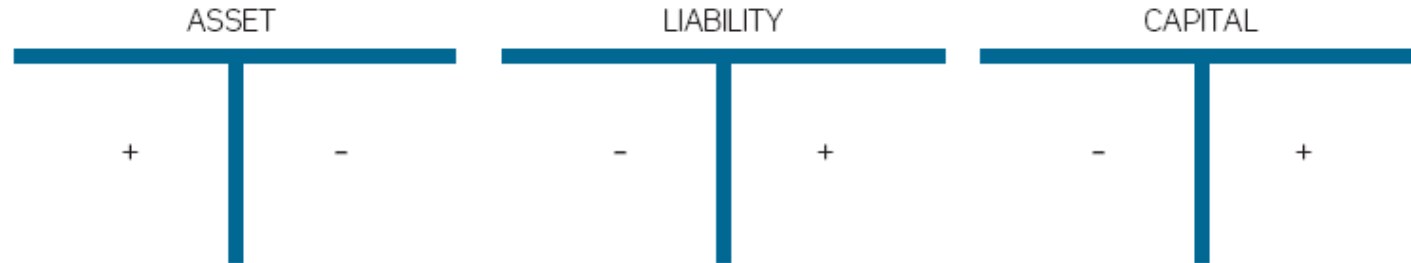 ASSET LIABILITY CAPITAL
+ - - + - +